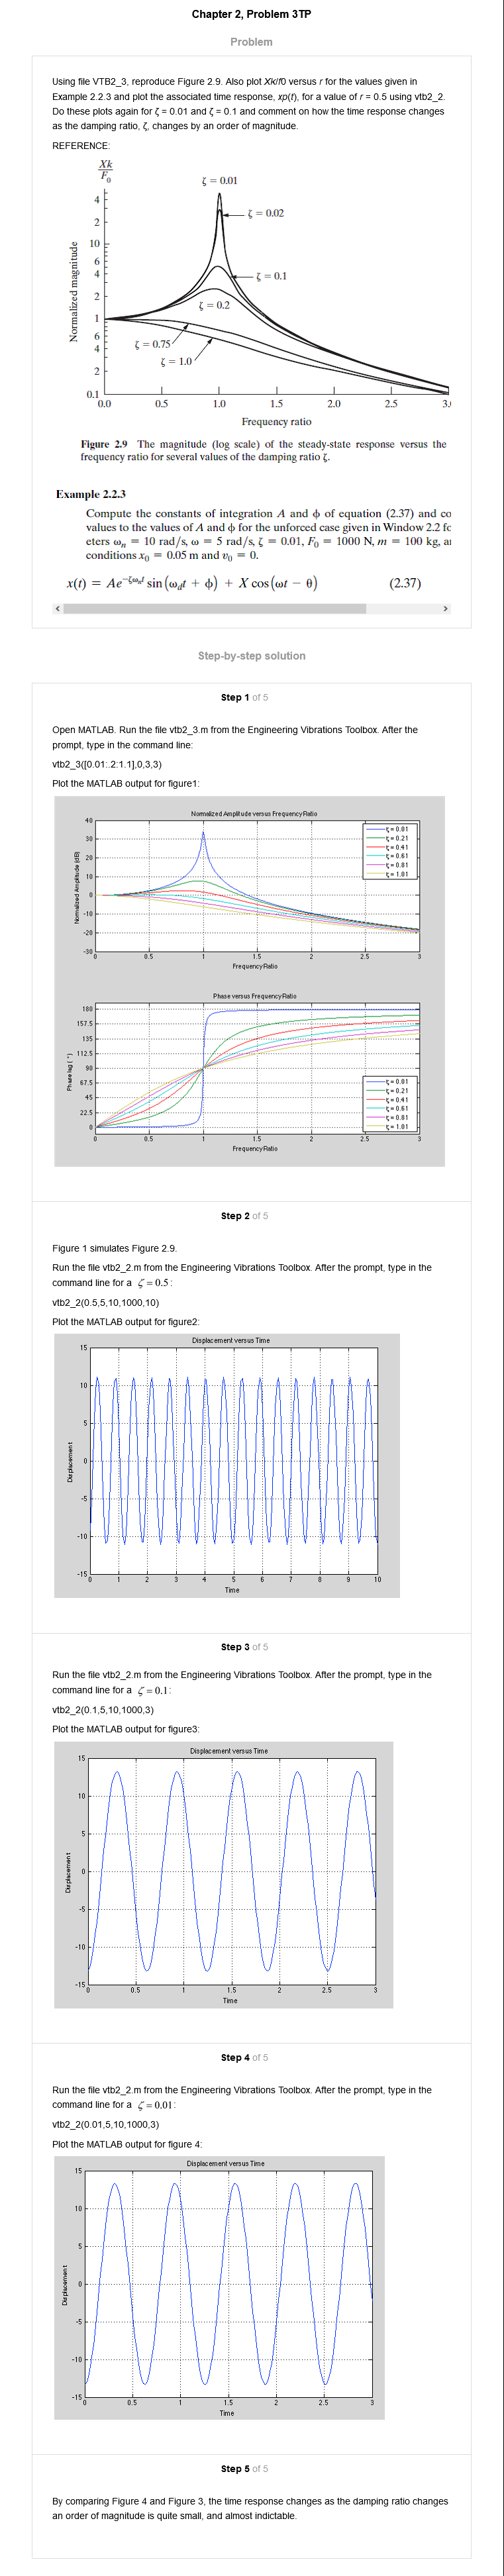 Chapter 2, Problem 3TP
Problem
Using file VTB2_3, reproduce Figure 2.9. Also plot Xk/f0 versus r for the values given in
Example 2.2.3 and plot the associated time response, xp(t), for a value of r = 0.5 using vtb2_2.
Do these plots again for ζ = 0.01 and ζ = 0.1 and comment on how the time response changes
as the damping ratio, ζ, changes by an order of magnitude.
REFERENCE:
Xk
F0
ζ = 0.01
4
ζ = 0.02
2
10
6
4
ζ = 0.1
2
ζ = 0.2
1
6
4
ζ = 0.75
ζ = 1.0
2
0.1
Normalized magnitude
0.0 0.5 1.0 1.5 2.0 2.5 3.
Frequency ratio
Figure 2.9 The magnitude (log scale) of the steady-state response versus the
frequency ratio for several values of the damping ratio ζ.
Example 2.2.3
Compute the constants of integration A and ϕ of equation (2.37) and co
values to the values of A and ϕ for the unforced case given in Window 2.2 fo
eters ωn = 10 rad/s, ω = 5 rad/s, ζ = 0.01, F0 = 1000 N, m = 100 kg, an
conditions x0 = 0.05 m and v0 = 0.
x(t) = Ae^−ζωnt sin (ωdt + ϕ) + X cos (ωt − θ) (2.37)
Step-by-step solution
Step 1 of 5
Open MATLAB. Run the file vtb2_3.m from the Engineering Vibrations Toolbox. After the
prompt, type in the command line:
vtb2_3([0.01:.2:1.1],0,3,3)
Plot the MATLAB output for figure1:
Normalized Amplitude versus Frequency Ratio
40
30
20
10
0
-10
-20
-30
Normalized Amplitude (dB)
ζ = 0.01
ζ = 0.21
ζ = 0.41
ζ = 0.61
ζ = 0.81
ζ = 1.01
0 0.5 1 1.5 2 2.5 3
Frequency Ratio
Phase versus Frequency Ratio
180
157.5
135
112.5
90
67.5
45
22.5
0
Phase lag (°)
ζ = 0.01
ζ = 0.21
ζ = 0.41
ζ = 0.61
ζ = 0.81
ζ = 1.01
0 0.5 1 1.5 2 2.5 3
Frequency Ratio
Step 2 of 5
Figure 1 simulates Figure 2.9.
Run the file vtb2_2.m from the Engineering Vibrations Toolbox. After the prompt, type in the
command line for a ζ = 0.5:
vtb2_2(0.5,5,10,1000,10)
Plot the MATLAB output for figure2:
Displacement versus Time
15
10
5
0
-5
-10
-15
Displacement
0 1 2 3 4 5 6 7 8 9 10
Time
Step 3 of 5
Run the file vtb2_2.m from the Engineering Vibrations Toolbox. After the prompt, type in the
command line for a ζ = 0.1:
vtb2_2(0.1,5,10,1000,3)
Plot the MATLAB output for figure3:
Displacement versus Time
15
10
5
0
-5
-10
-15
Displacement
0 0.5 1 1.5 2 2.5 3
Time
Step 4 of 5
Run the file vtb2_2.m from the Engineering Vibrations Toolbox. After the prompt, type in the
command line for a ζ = 0.01:
vtb2_2(0.01,5,10,1000,3)
Plot the MATLAB output for figure 4:
Displacement versus Time
15
10
5
0
-5
-10
-15
Displacement
0 0.5 1 1.5 2 2.5 3
Time
Step 5 of 5
By comparing Figure 4 and Figure 3, the time response changes as the damping ratio changes
an order of magnitude is quite small, and almost indictable.